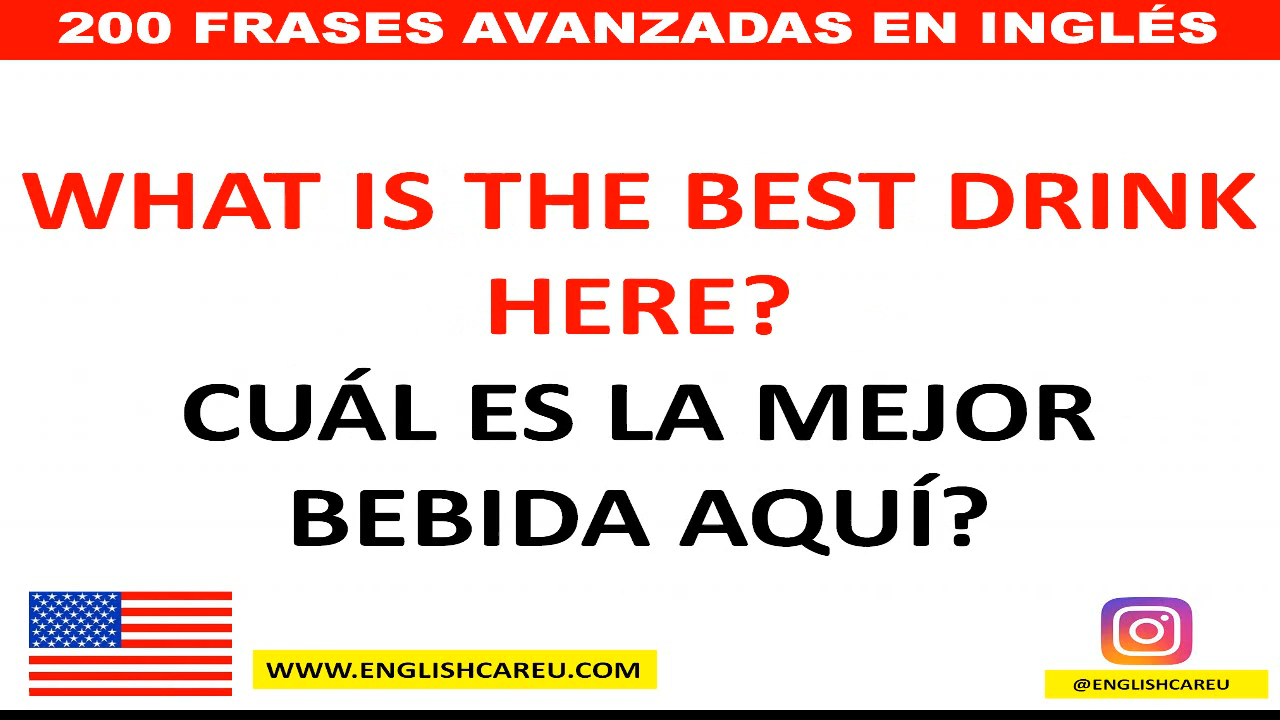 200 FRASES AVANZADAS EN INGLÉS
WHAT IS THE BEST DRINK
HERE?
CUÁL ES LA MEJOR
BEBIDA AQUÍ?
WWW.ENGLISHCAREU.COM
@ENGLISHCAREU